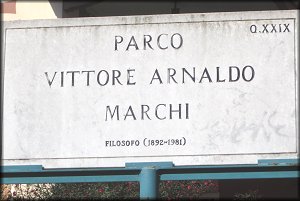 Q.XXIX
PARCO
VITTORE ARNALDO
MARCHI
FILOSOFO (1892-1981)